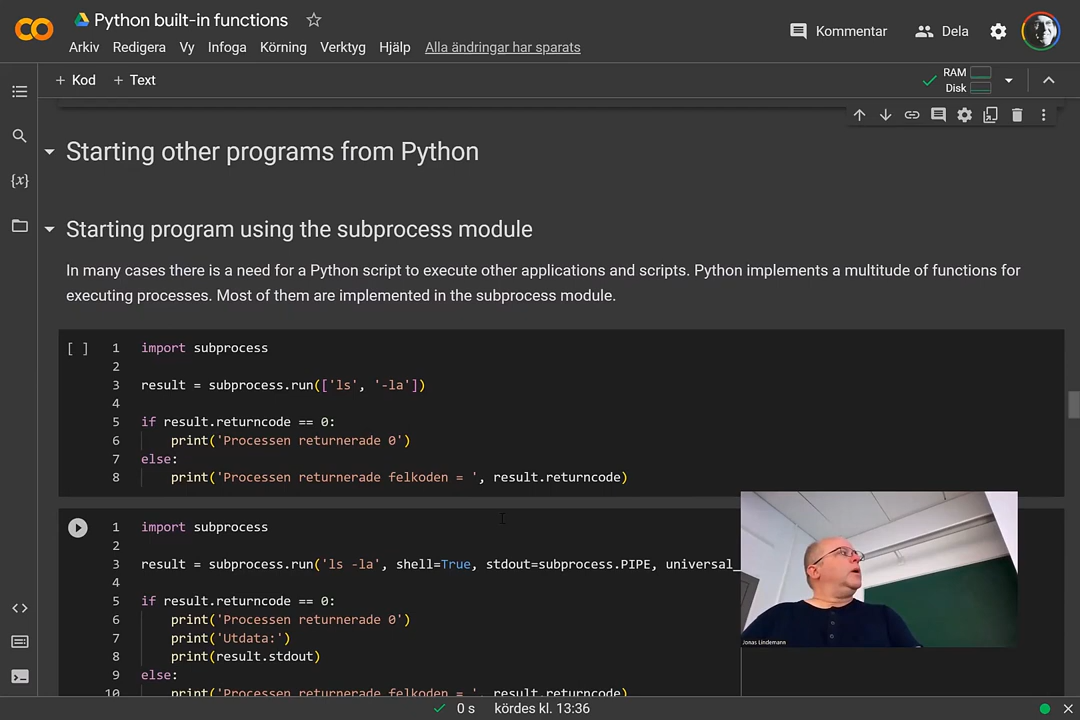 Python built-in functions
Arkiv Redigera Vy Infoga Körning Verktyg Hjälp Alla ändringar har sparats
Kommentar Dela
+ Kod + Text
RAM
Disk
Starting other programs from Python
Starting program using the subprocess module
In many cases there is a need for a Python script to execute other applications and scripts. Python implements a multitude of functions for
executing processes. Most of them are implemented in the subprocess module.
[ ] 1 import subprocess
2
3 result = subprocess.run(['ls', '-la'])
4
5 if result.returncode == 0:
6 print('Processen returnerade 0')
7 else:
8 print('Processen returnerade felkoden = ', result.returncode)
1 import subprocess
2
3 result = subprocess.run('ls -la', shell=True, stdout=subprocess.PIPE, universal_
4
5 if result.returncode == 0:
6 print('Processen returnerade 0')
7 print('Utdata:')
8 print(result.stdout)
9 else:
10 print('Processen returnerade felkoden = ', result.returncode)
Jonas Lindemann
0 s kördes kl. 13:36